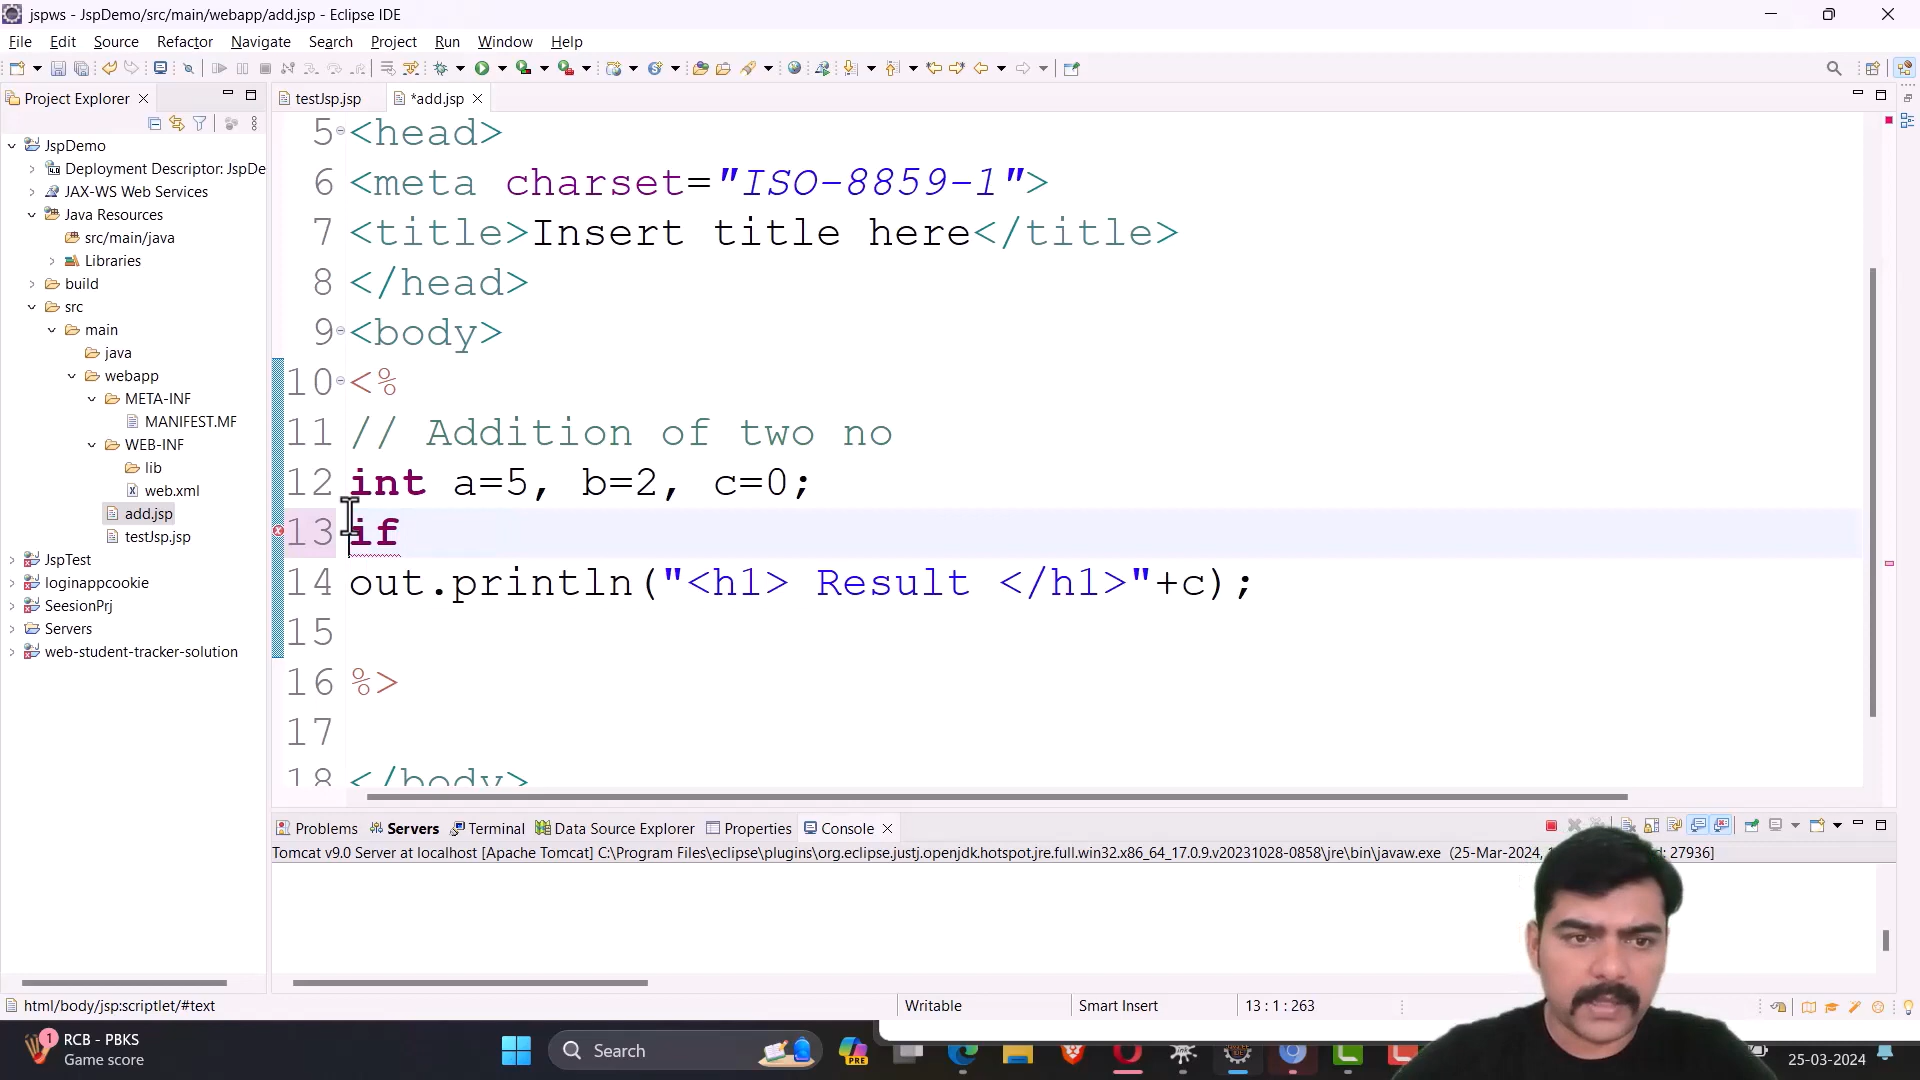 jspws - JspDemo/src/main/webapp/add.jsp - Eclipse IDE
File Edit Source Refactor Navigate Search Project Run Window Help
Project Explorer
testJsp.jsp *add.jsp
JspDemo
Deployment Descriptor: JspDe
JAX-WS Web Services
Java Resources
src/main/java
Libraries
build
src
main
java
webapp
META-INF
MANIFEST.MF
WEB-INF
lib
web.xml
add.jsp
testJsp.jsp
JspTest
loginappcookie
SeesionPrj
Servers
web-student-tracker-solution
5 <head>
6 <meta charset="ISO-8859-1">
7 <title>Insert title here</title>
8 </head>
9 <body>
10 <%
11 // Addition of two no
12 int a=5, b=2, c=0;
13 if
14 out.println("<h1> Result </h1>"+c);
15
16 %>
17
18 </body>
Problems Servers Terminal Data Source Explorer Properties Console
Tomcat v9.0 Server at localhost [Apache Tomcat] C:\Program Files\eclipse\plugins\org.eclipse.justj.openjdk.hotspot.jre.full.win32.x86_64_17.0.9.v20231028-0858\jre\bin\javaw.exe (25-Mar-2024, 27936]
html/body/jsp:scriptlet/#text Writable Smart Insert 13 : 1 : 263
1
RCB - PBKS
Game score
Search
PRE
25-03-2024